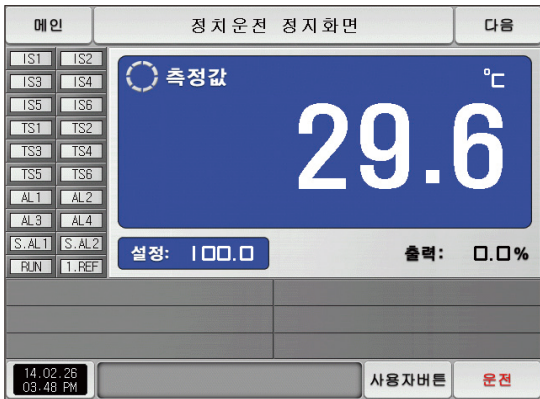 메인 정치운전 정지화면 다음
IS1 IS2
IS3 IS4
IS5 IS6
TS1 TS2
TS3 TS4
TS5 TS6
AL1 AL2
AL3 AL4
S.AL1 S.AL2
RUN 1.REF
측정값 ℃
29.6
설정: 100.0 출력: 0.0%
14.02.26
03:48 PM
사용자버튼 운전